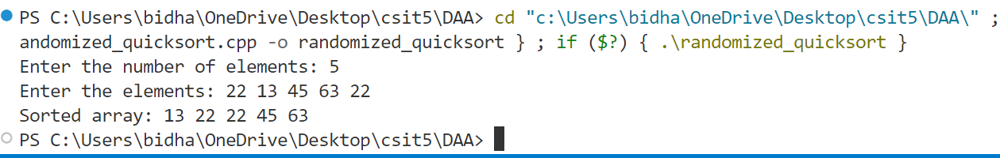 PS C:\Users\bidha\OneDrive\Desktop\csit5\DAA> cd "c:\Users\bidha\OneDrive\Desktop\csit5\DAA\" ;
andomized_quicksort.cpp -o randomized_quicksort } ; if ($?) { .\randomized_quicksort }
Enter the number of elements: 5
Enter the elements: 22 13 45 63 22
Sorted array: 13 22 22 45 63
PS C:\Users\bidha\OneDrive\Desktop\csit5\DAA>